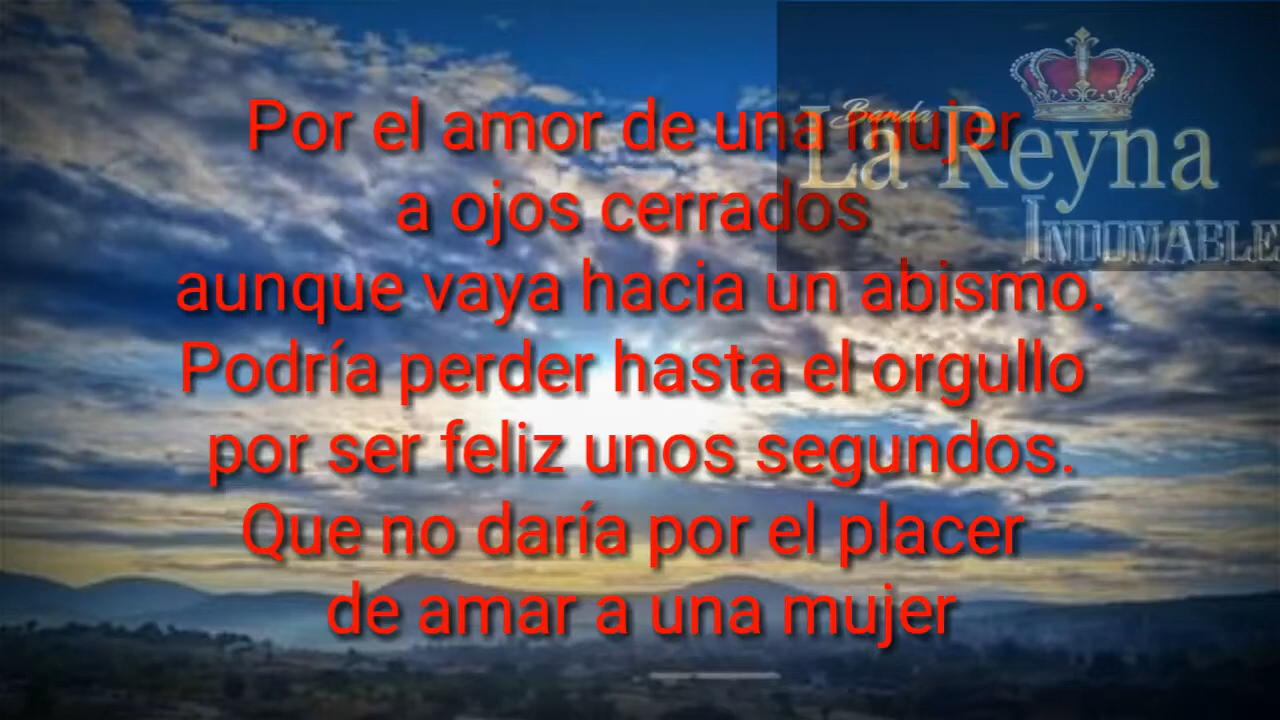 Por el amor de una mujer
a ojos cerrados
aunque vaya hacia un abismo.
Podría perder hasta el orgullo
por ser feliz unos segundos.
Que no daría por el placer
de amar a una mujer
Banda
La Reyna
INDOMABLE